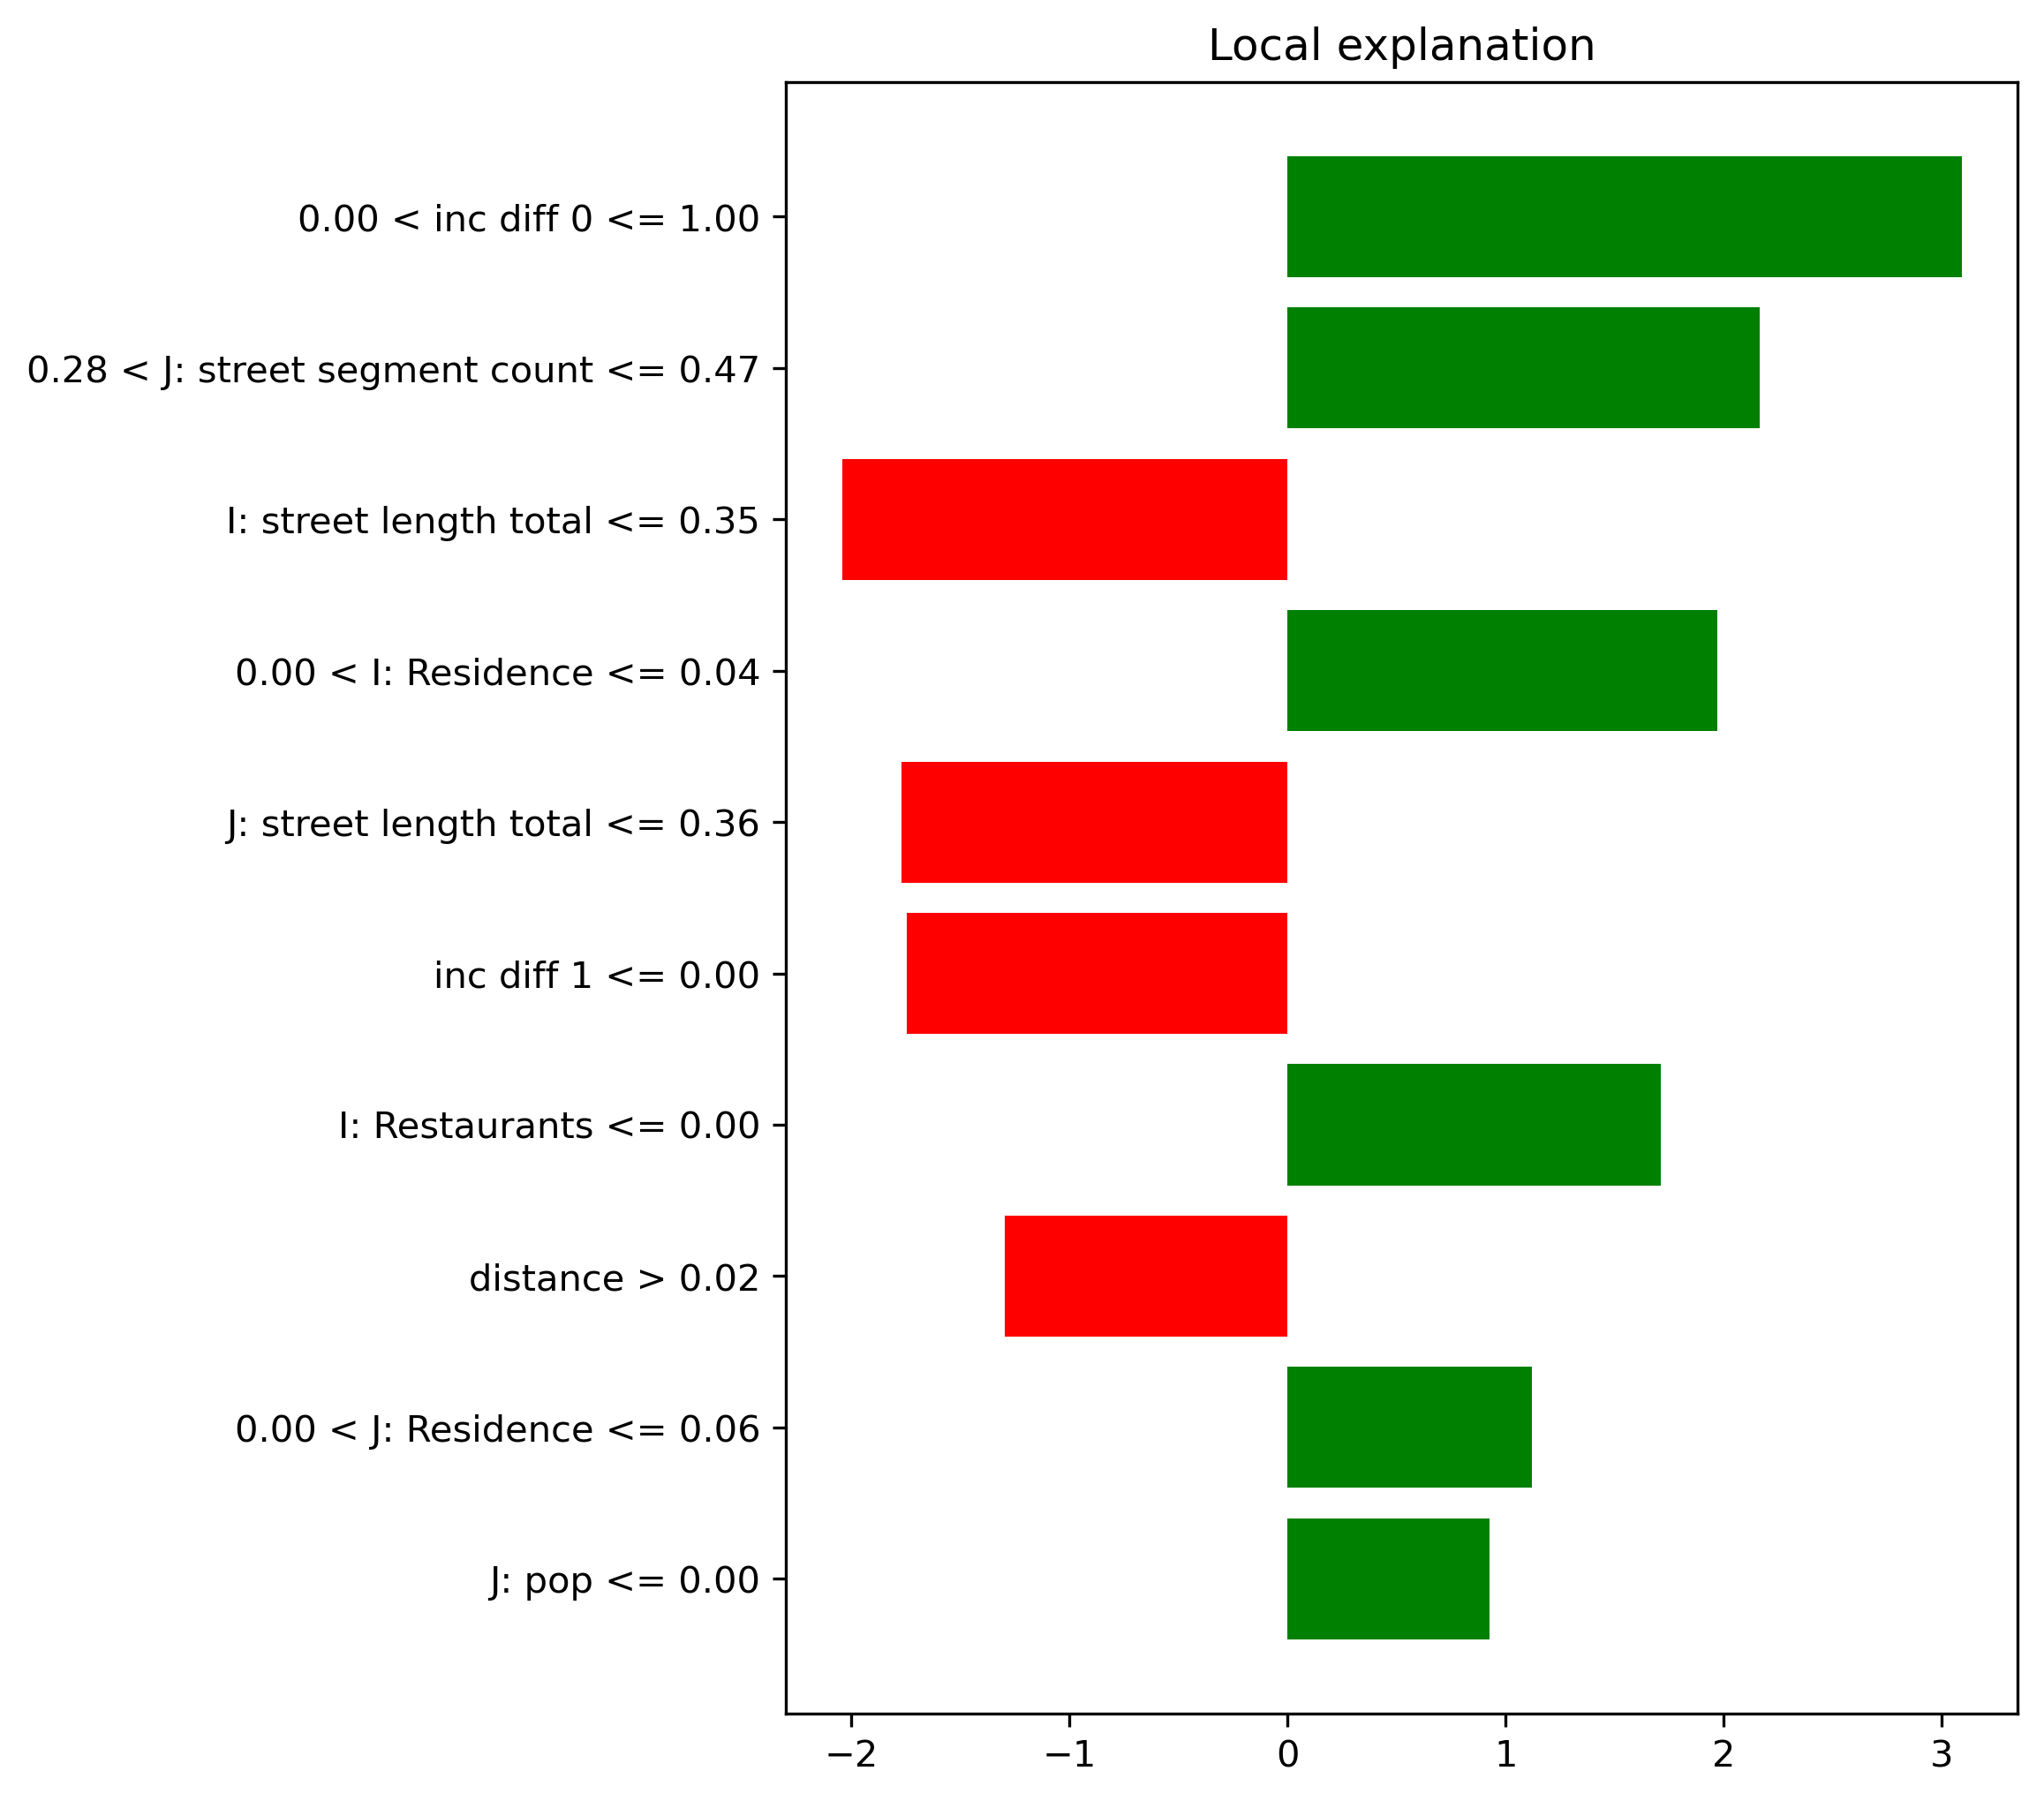 Local explanation
0.00 < inc diff 0 <= 1.00
0.28 < J: street segment count <= 0.47
I: street length total <= 0.35
0.00 < I: Residence <= 0.04
J: street length total <= 0.36
inc diff 1 <= 0.00
I: Restaurants <= 0.00
distance > 0.02
0.00 < J: Residence <= 0.06
J: pop <= 0.00
−2 −1 0 1 2 3